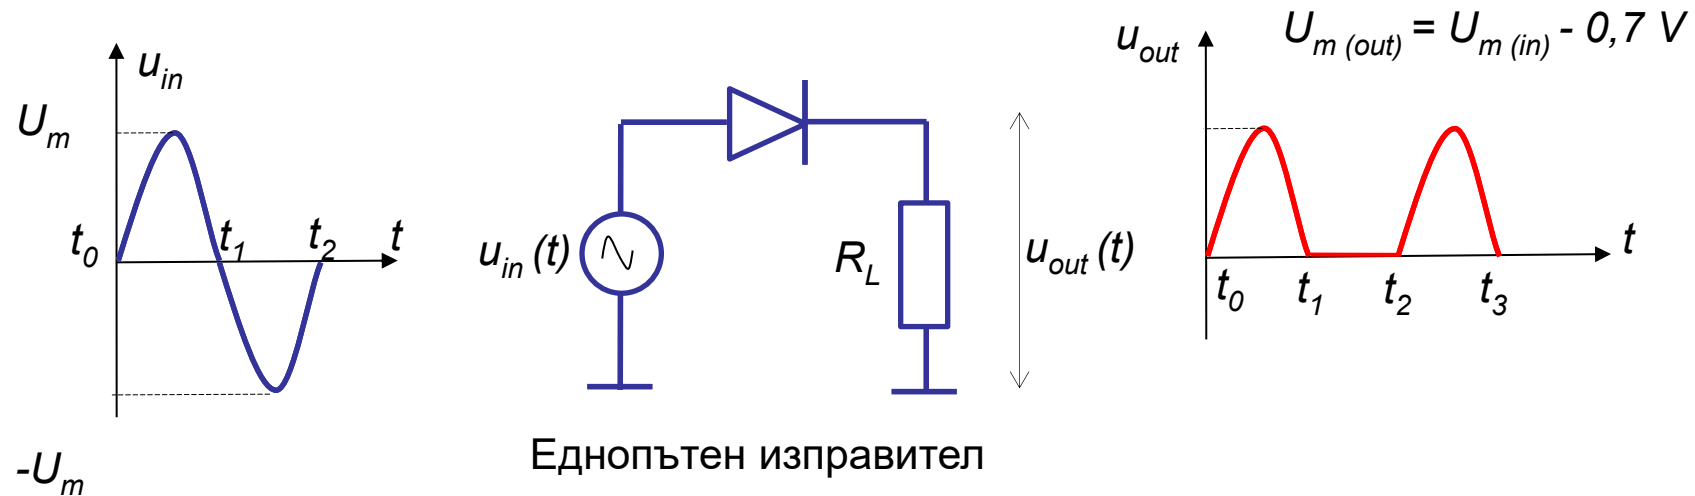 u_in
U_m
t_0 t_1 t_2 t
-U_m
u_in (t)
R_L
u_out (t)
Еднопътен изправител
u_out
U_m (out) = U_m (in) - 0,7 V
t
t_0 t_1 t_2 t_3